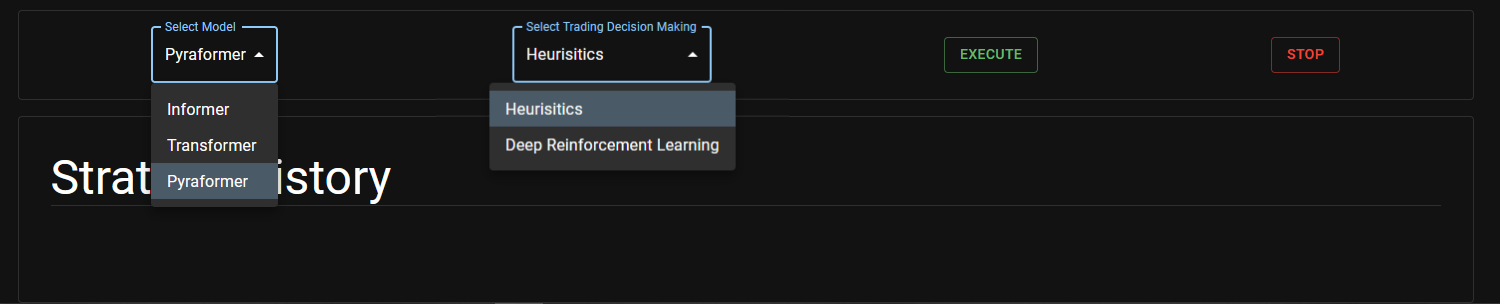 Select Model
Select Trading Decision Making
Pyraformer
Heurisitics
EXECUTE
STOP
Informer
Transformer
Pyraformer
Heurisitics
Deep Reinforcement Learning
Strat istory